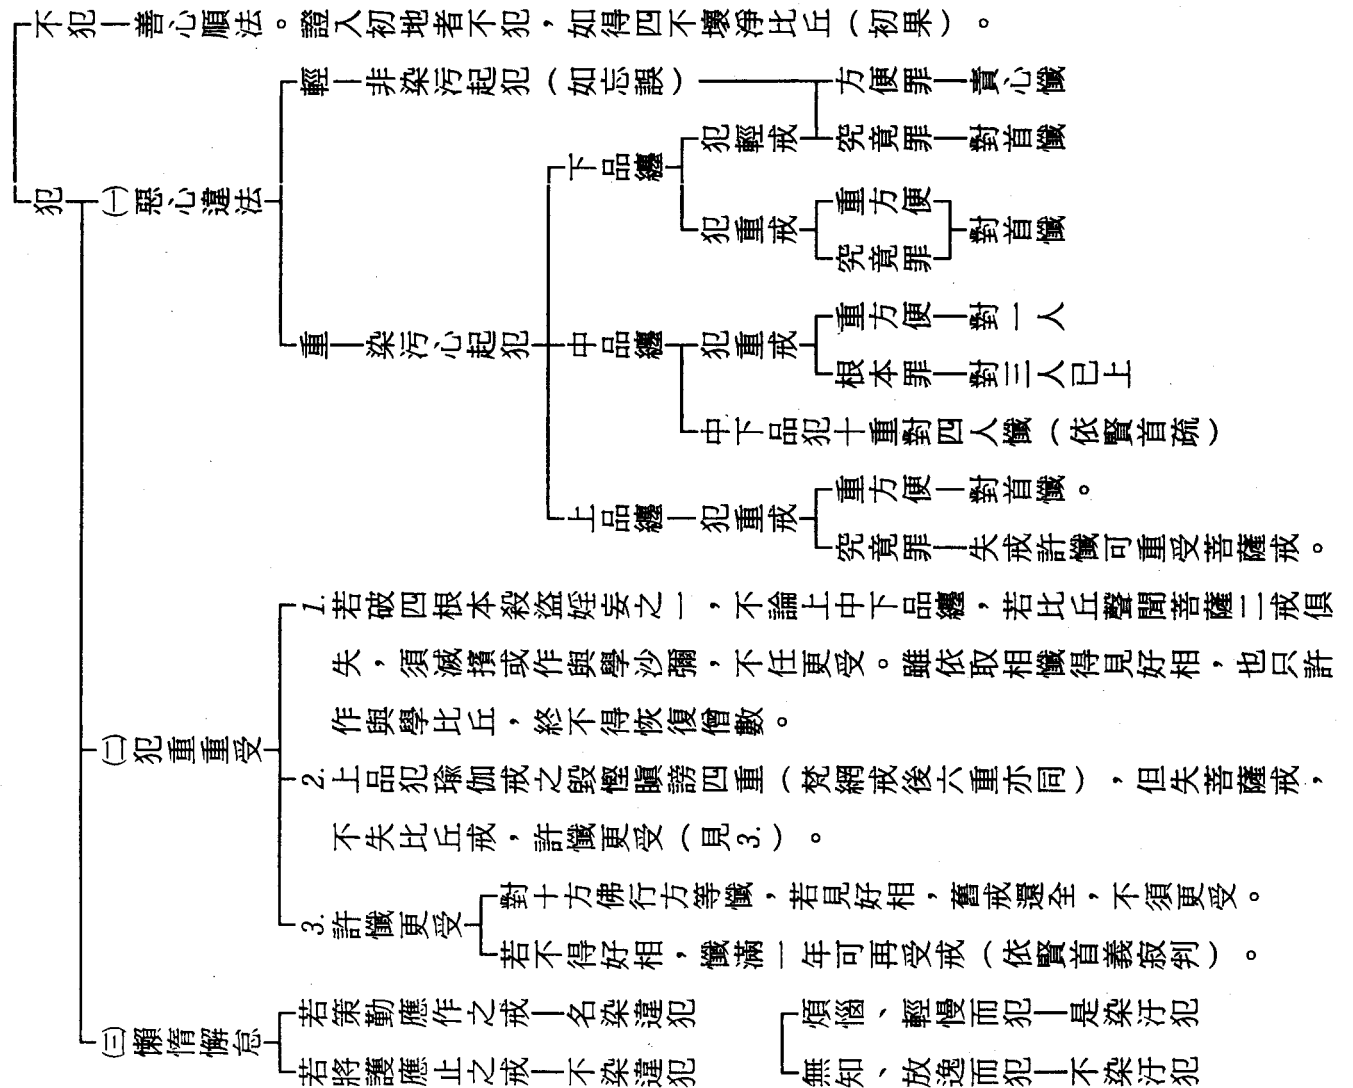 不犯─善心順法。證入初地者不犯，如得四不壞淨比丘（初果）。
犯
㈠惡心違法
輕─非染污起犯（如忘誤）
方便罪─責心懺
究竟罪─對首懺
重─染污心起犯
下品纏
犯輕戒
犯重戒
重方便
究竟罪
對首懺
中品纏
犯重戒
重方便─對一人
根本罪─對三人已上
中下品犯十重對四人懺（依賢首疏）
上品纏─犯重戒
重方便─對首懺。
究竟罪─失戒許懺可重受菩薩戒。
㈡犯重重受
1.若破四根本殺盜婬妄之一，不論上中下品纏，若比丘聲聞菩薩二戒俱
失，須滅擯或作與學沙彌，不任更受。雖依取相懺得見好相，也只許
作與學比丘，終不得恢復僧數。
2.上品犯瑜伽戒之毀慳瞋謗四重（梵網戒後六重亦同），但失菩薩戒，
不失比丘戒，許懺更受（見3.）。
3.許懺更受
對十方佛行方等懺，若見好相，舊戒還全，不須更受。
若不得好相，懺滿一年可再受戒（依賢首義寂判）。
㈢懶惰懈怠
若策勤應作之戒─名染違犯
若將護應止之戒─不染違犯
煩惱、輕慢而犯─是染汙犯
無知、放逸而犯─不染汙犯